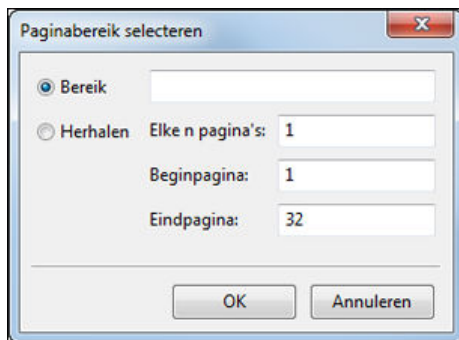 Paginabereik selecteren
Bereik
Herhalen Elke n pagina's: 1
Beginpagina: 1
Eindpagina: 32
OK Annuleren